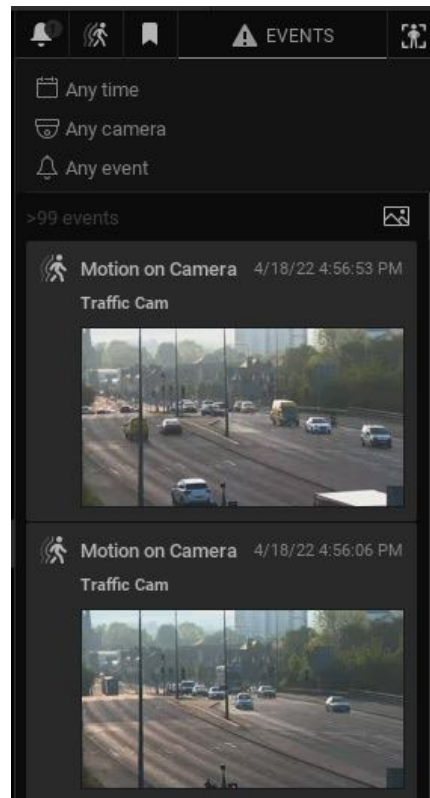 EVENTS
Any time
Any camera
Any event
>99 events
Motion on Camera 4/18/22 4:56:53 PM
Traffic Cam
Motion on Camera 4/18/22 4:56:06 PM
Traffic Cam